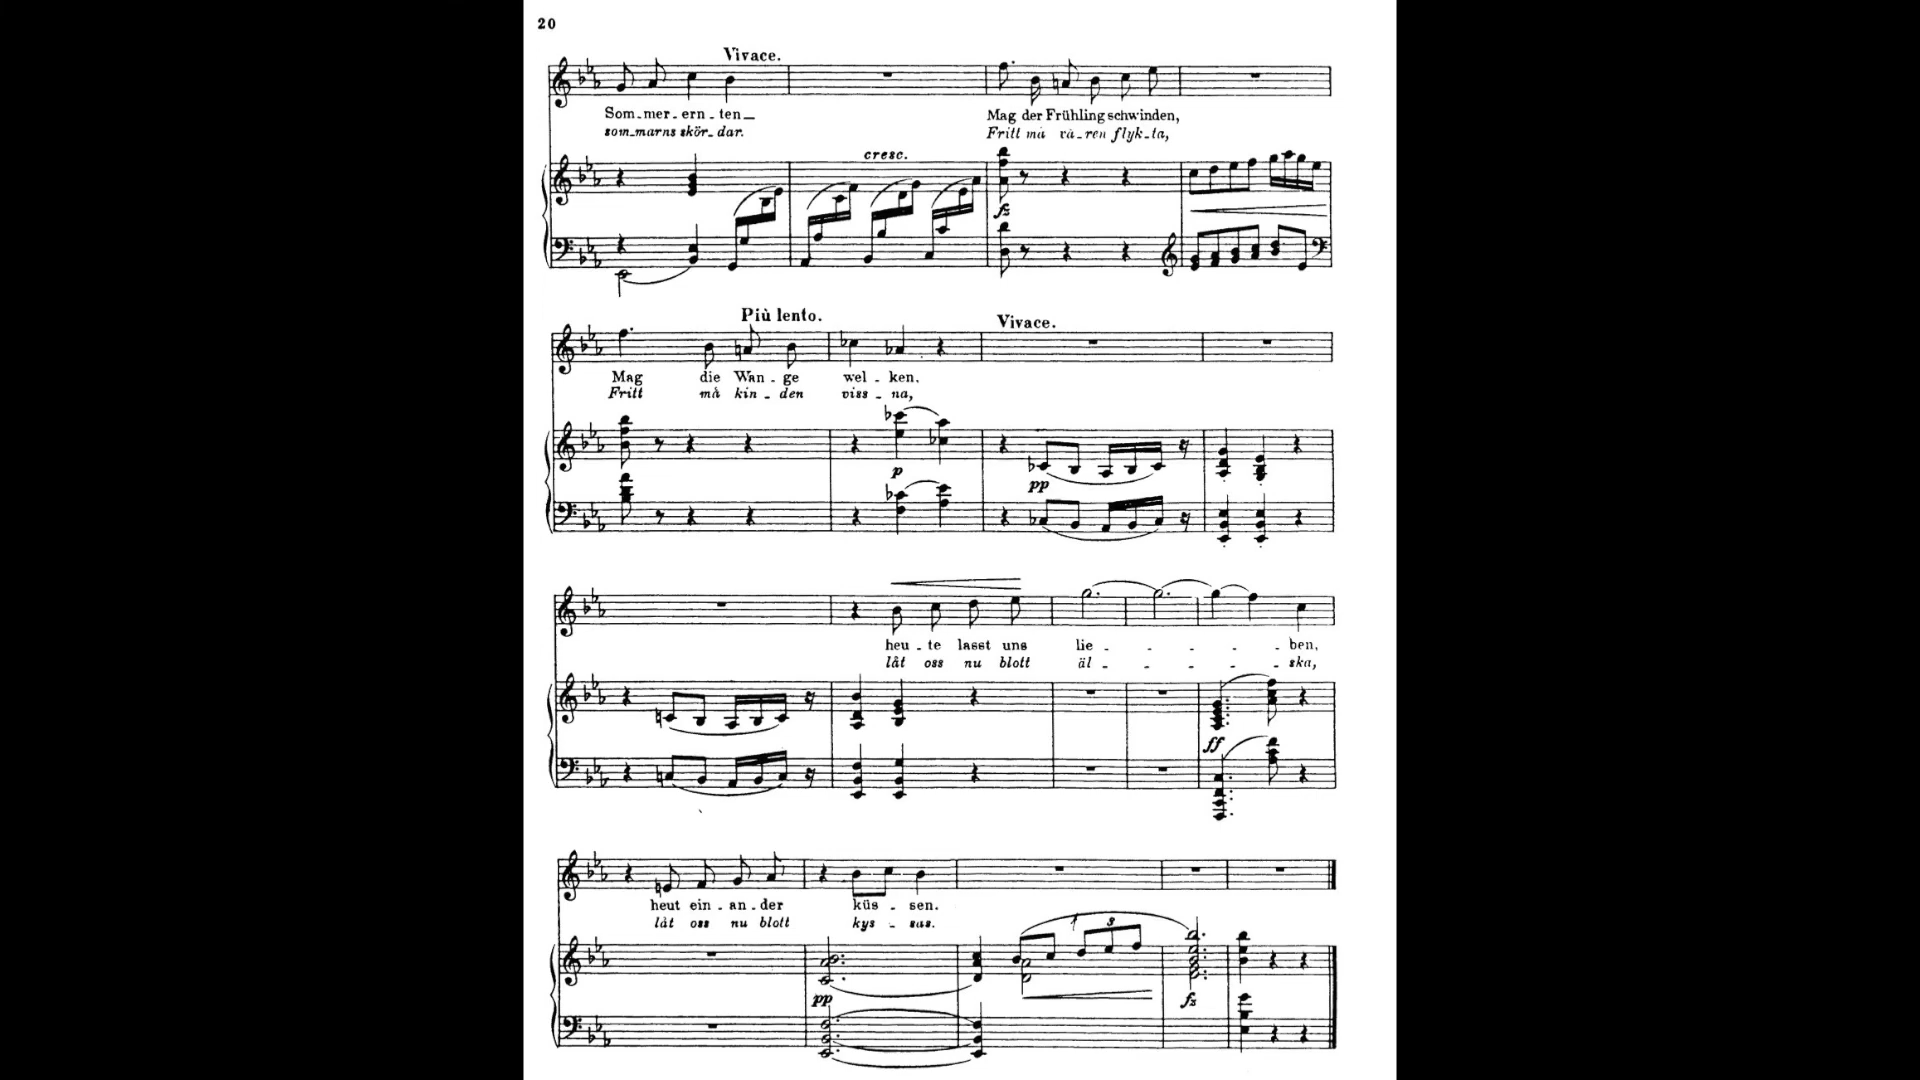 20
Vivace.
Som-mer-ern-ten— Mag der Frühling schwinden,
som-marns skör-dar. Fritt må vå-ren flyk-ta,
cresc.
fz
Più lento. Vivace.
Mag die Wan-ge wel-ken.
Fritt må kin-den viss-na,
p
pp
heu-te lasst uns lie-ben,
låt oss nu blott äl-ska,
ff
heut ein-an-der küs-sen.
låt oss nu blott kys-sas.
3
pp
fz